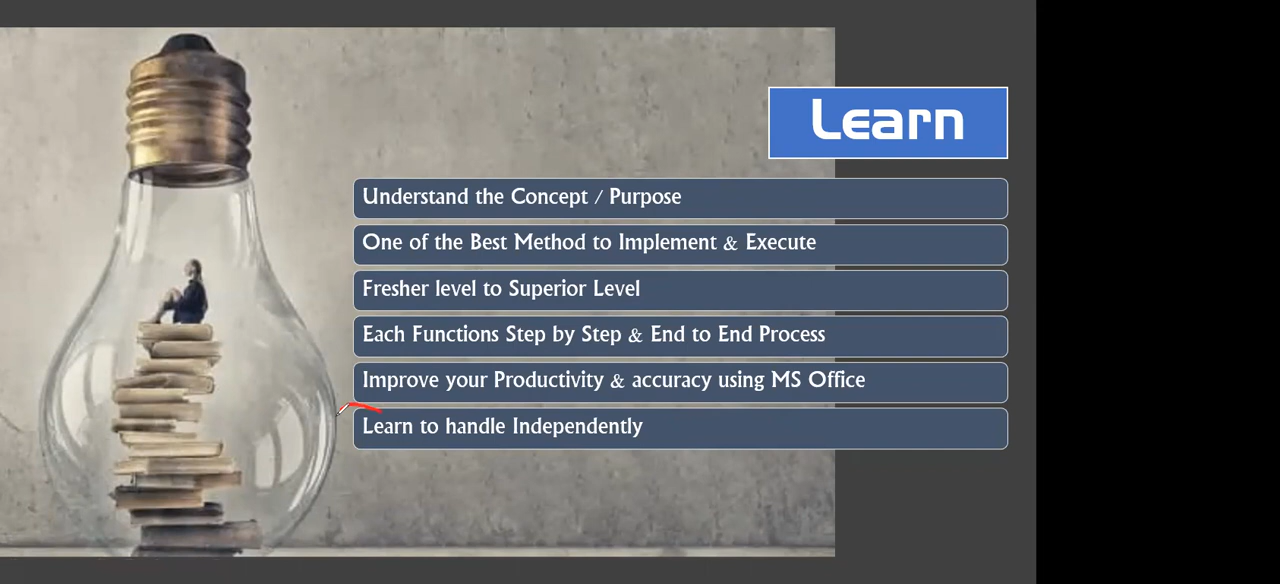 Learn
Understand the Concept / Purpose
One of the Best Method to Implement & Execute
Fresher level to Superior Level
Each Functions Step by Step & End to End Process
Improve your Productivity & accuracy using MS Office
Learn to handle Independently